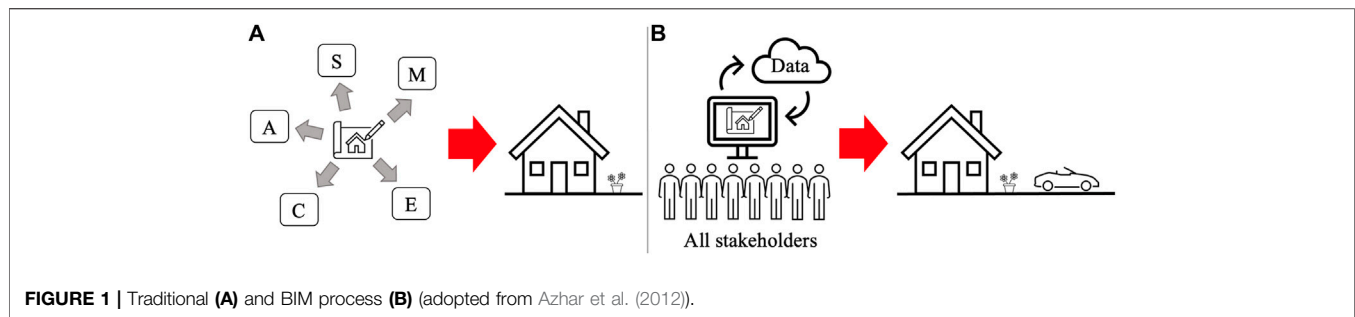 A
S
M
A
C
E
B
Data
All stakeholders
FIGURE 1 | Traditional (A) and BIM process (B) (adopted from Azhar et al. (2012)).